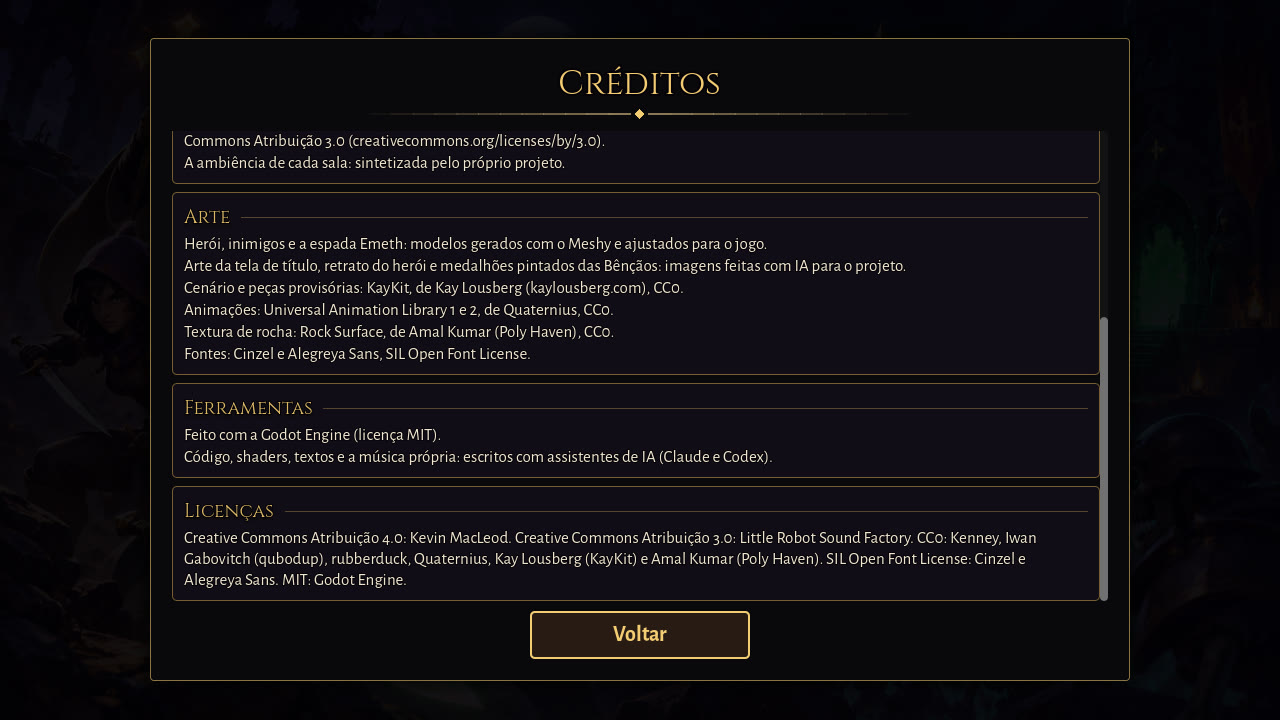 Créditos
Commons Atribuição 3.0 (creativecommons.org/licenses/by/3.0).
A ambiência de cada sala: sintetizada pelo próprio projeto.
Arte
Herói, inimigos e a espada Emeth: modelos gerados com o Meshy e ajustados para o jogo.
Arte da tela de título, retrato do herói e medalhões pintados das Bênçãos: imagens feitas com IA para o projeto.
Cenário e peças provisórias: KayKit, de Kay Lousberg (kaylousberg.com), CC0.
Animações: Universal Animation Library 1 e 2, de Quaternius, CC0.
Textura de rocha: Rock Surface, de Amal Kumar (Poly Haven), CC0.
Fontes: Cinzel e Alegreya Sans, SIL Open Font License.
Ferramentas
Feito com a Godot Engine (licença MIT).
Código, shaders, textos e a música própria: escritos com assistentes de IA (Claude e Codex).
Licenças
Creative Commons Atribuição 4.0: Kevin MacLeod. Creative Commons Atribuição 3.0: Little Robot Sound Factory. CC0: Kenney, Iwan
Gabovitch (qubodup), rubberduck, Quaternius, Kay Lousberg (KayKit) e Amal Kumar (Poly Haven). SIL Open Font License: Cinzel e
Alegreya Sans. MIT: Godot Engine.
Voltar